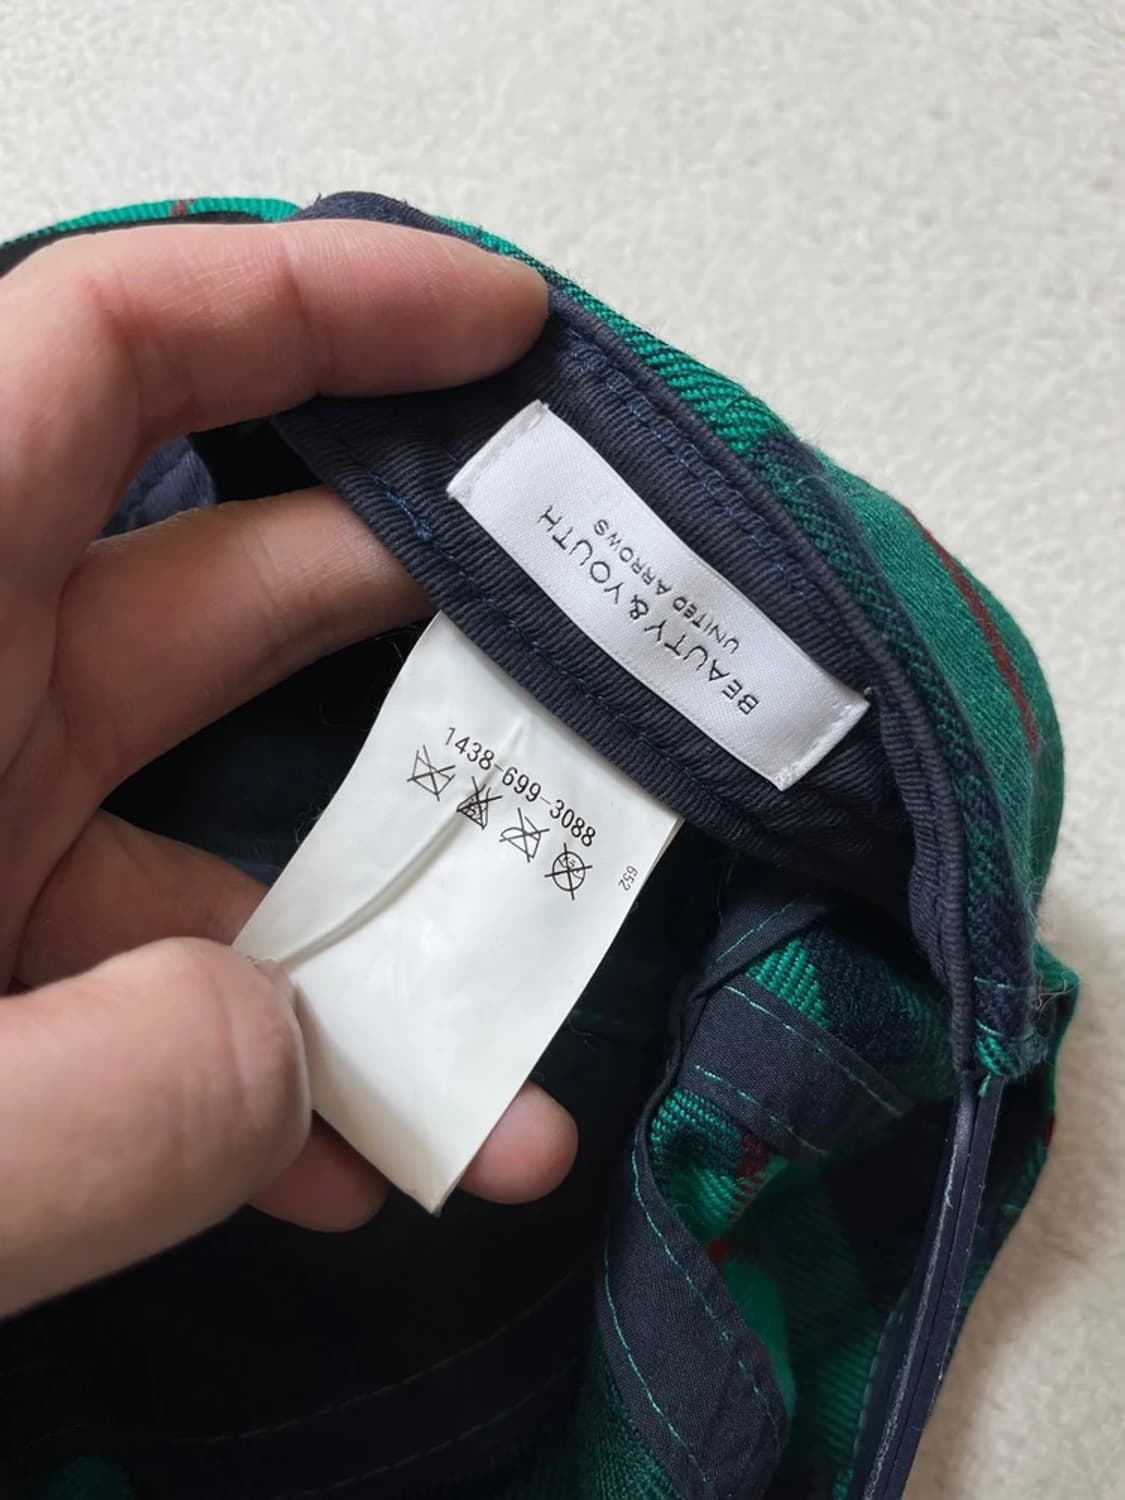 BEAUTY&YOUTH
UNITED ARROWS
1438-699-3088
652